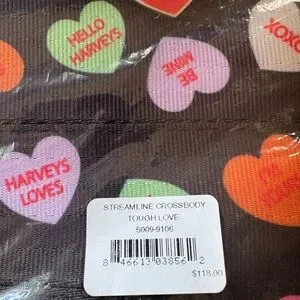 HELLO
HARVEYS
BE
MINE
XOXO
HARVEYS
LOVES
I'M
YOURS
STREAMLINE CROSSBODY
TOUGH LOVE
5009-9106
8 46613 03856 2
$118.00